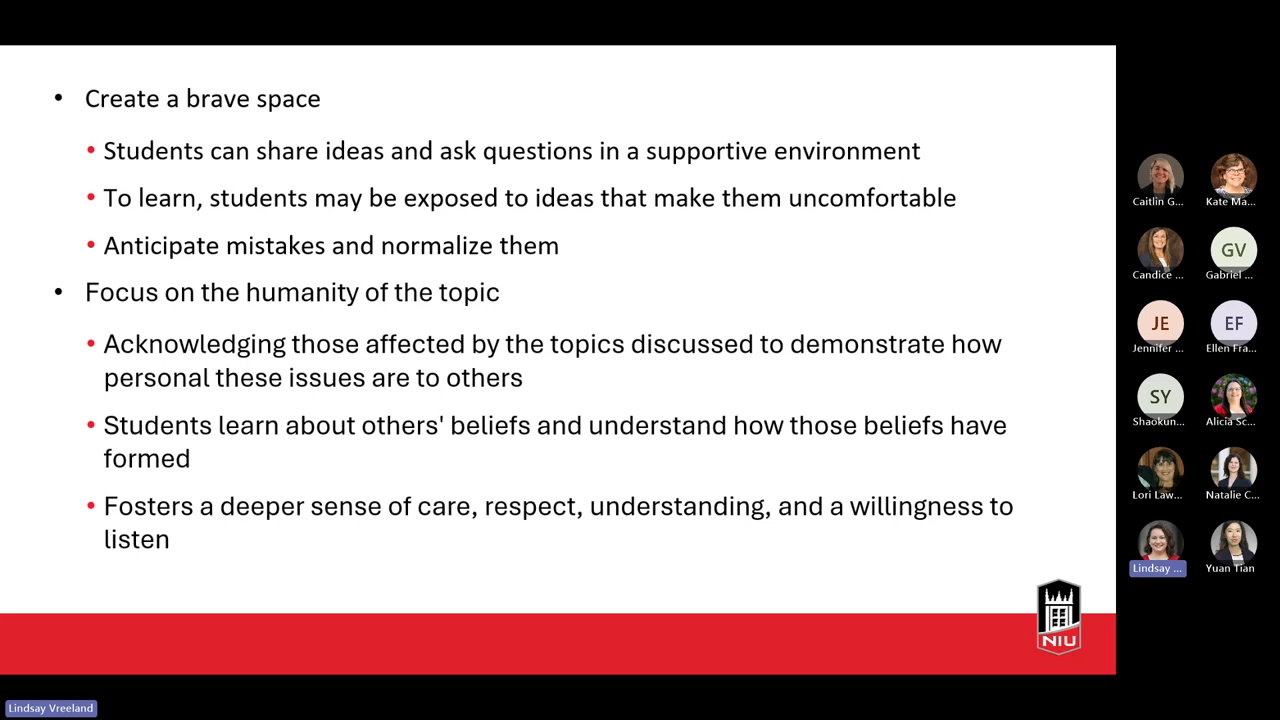 • Create a brave space
• Students can share ideas and ask questions in a supportive environment
• To learn, students may be exposed to ideas that make them uncomfortable
• Anticipate mistakes and normalize them
• Focus on the humanity of the topic
• Acknowledging those affected by the topics discussed to demonstrate how
personal these issues are to others
• Students learn about others' beliefs and understand how those beliefs have
formed
• Fosters a deeper sense of care, respect, understanding, and a willingness to
listen
NIU
Caitlin G...
Kate Ma...
Candice ...
GV
Gabriel ...
JE
Jennifer ...
EF
Ellen Fra...
SY
Shaokun...
Alicia Sc...
Lori Law...
Natalie C...
Lindsay ...
Yuan Tian
Lindsay Vreeland